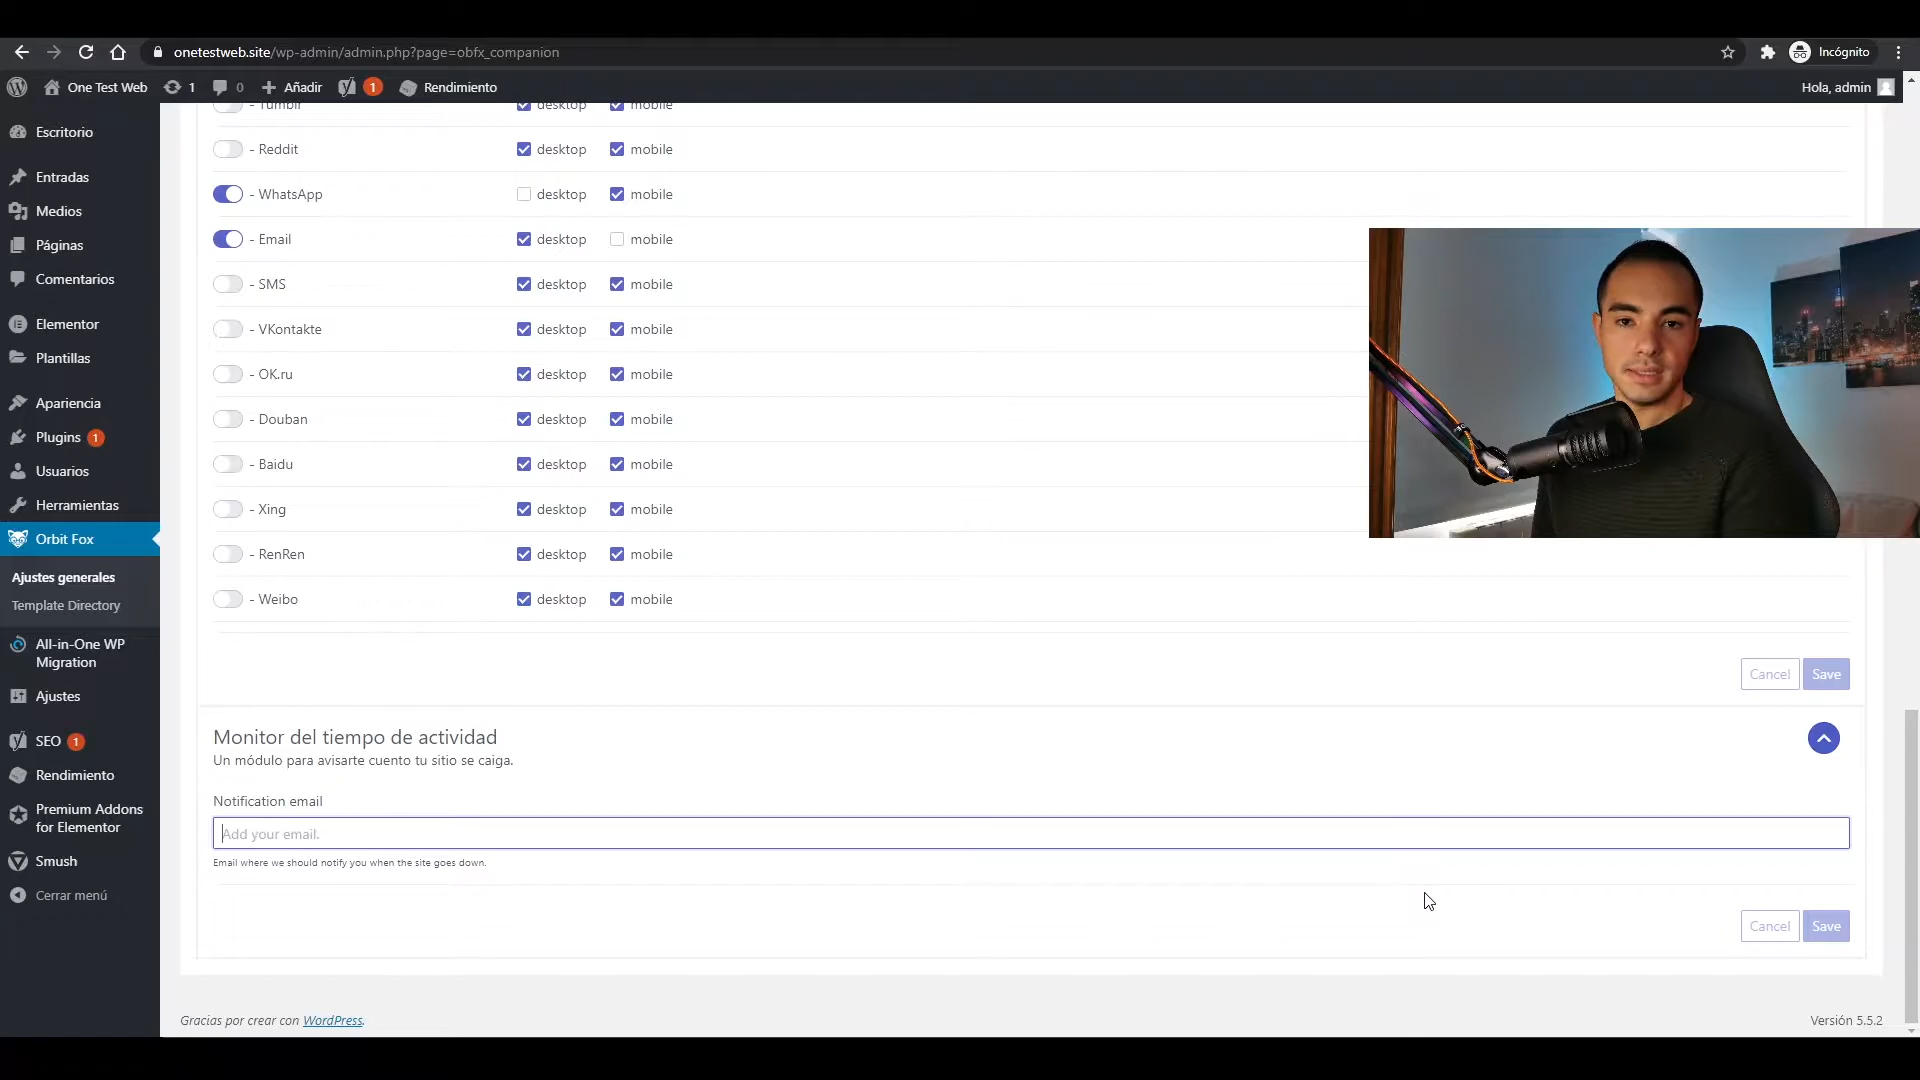 onetestweb.site/wp-admin/admin.php?page=obfx_companion
Incógnito
One Test Web
1
0
Añadir
1
Rendimiento
Hola, admin
Escritorio
Entradas
Medios
Páginas
Comentarios
Elementor
Plantillas
Apariencia
Plugins 1
Usuarios
Herramientas
Orbit Fox
Ajustes generales
Template Directory
All-in-One WP
Migration
Ajustes
SEO 1
Rendimiento
Premium Addons
for Elementor
Smush
Cerrar menú
- Tumblr desktop mobile
- Reddit desktop mobile
- WhatsApp desktop mobile
- Email desktop mobile
- SMS desktop mobile
- VKontakte desktop mobile
- OK.ru desktop mobile
- Douban desktop mobile
- Baidu desktop mobile
- Xing desktop mobile
- RenRen desktop mobile
- Weibo desktop mobile
Cancel Save
Monitor del tiempo de actividad
Un módulo para avisarte cuento tu sitio se caiga.
Notification email
Add your email.
Email where we should notify you when the site goes down.
Cancel Save
Gracias por crear con WordPress.
Versión 5.5.2